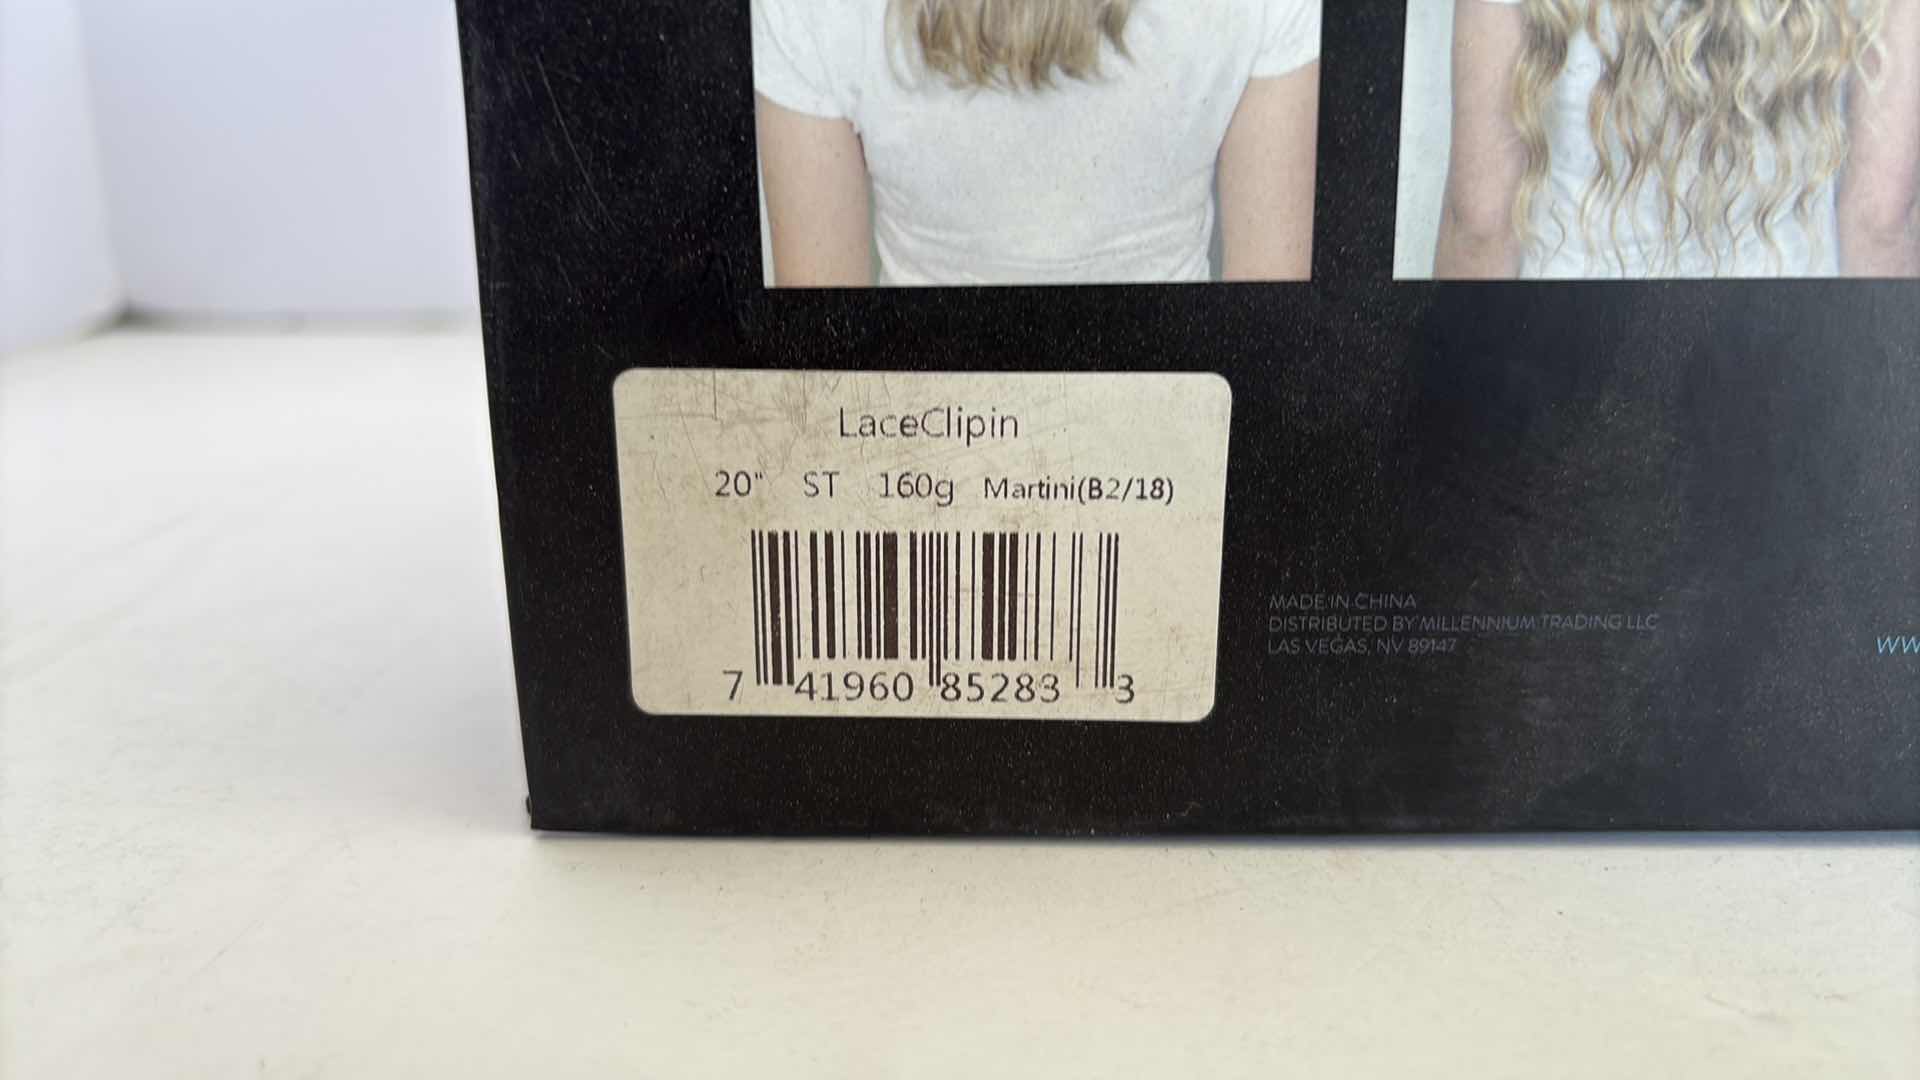 LaceClipin
20" ST 160g Martini(B2/18)
7 41960 85283 3
MADE IN CHINA
DISTRIBUTED BY MILLENNIUM TRADING LLC
LAS VEGAS, NV 89147